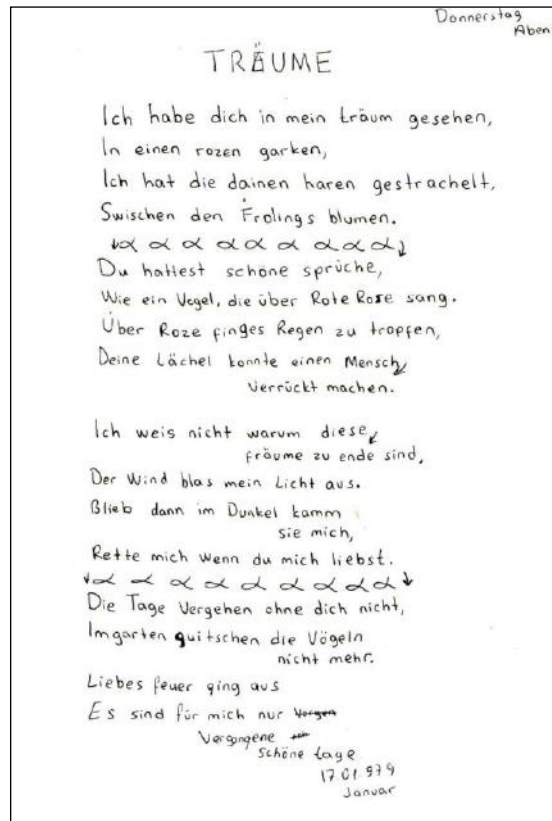 Donnerstag
Aben
TRÄUME
Ich habe dich in mein träum gesehen,
In einen rozen garken,
Ich hat die dainen haren gestrachelt,
Swischen den Frolings blumen.
Du hattest schöne sprüche,
Wie ein Vegel, die über Rote Rose sang.
Über Roze finges Regen zu tropfen,
Deine Lächel konnte einen Mensch
verrückt machen.
Ich weis nicht warum diese
fräume zu ende sind,
Der Wind blas mein Licht aus.
Blieb dann im Dunkel kamm
sie mich,
Rette mich wenn du mich liebst.
Die Tage Vergehen ohne dich nicht,
Imgarten quitschen die Vögeln
nicht mehr.
Liebes feuer ging aus
Es sind für mich nur
Vergangene
schöne tage
17.01.979
Januar